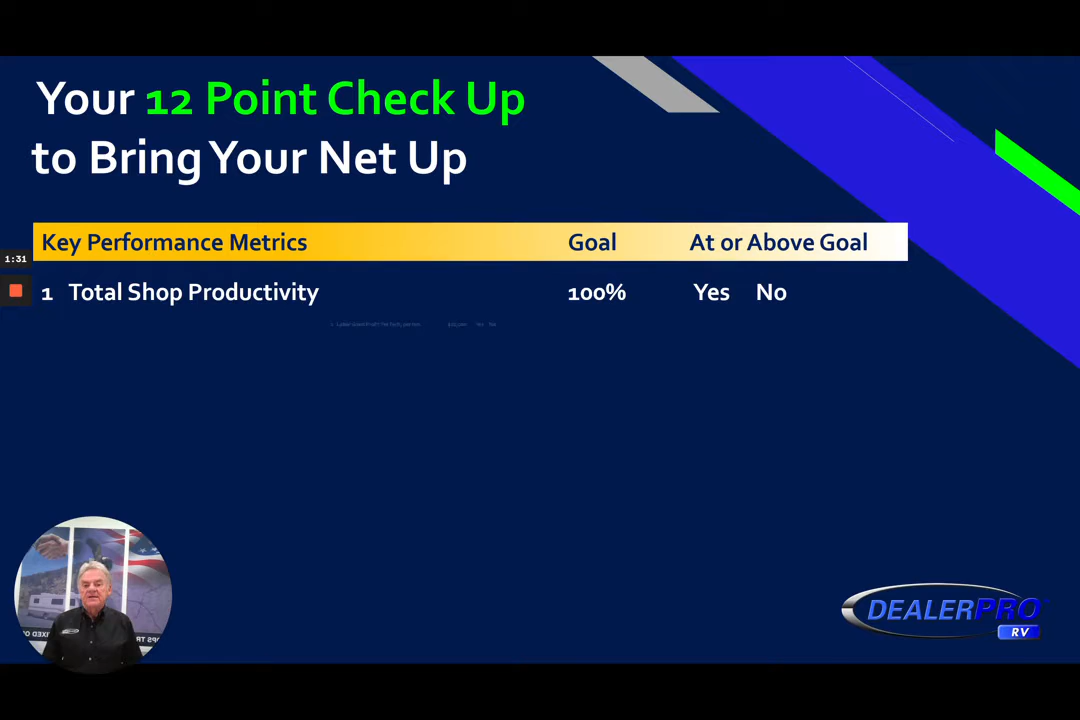 Your 12 Point Check Up
to Bring Your Net Up
Key Performance Metrics Goal At or Above Goal
1:31
1 Total Shop Productivity 100% Yes No
DEALERPRO
RV